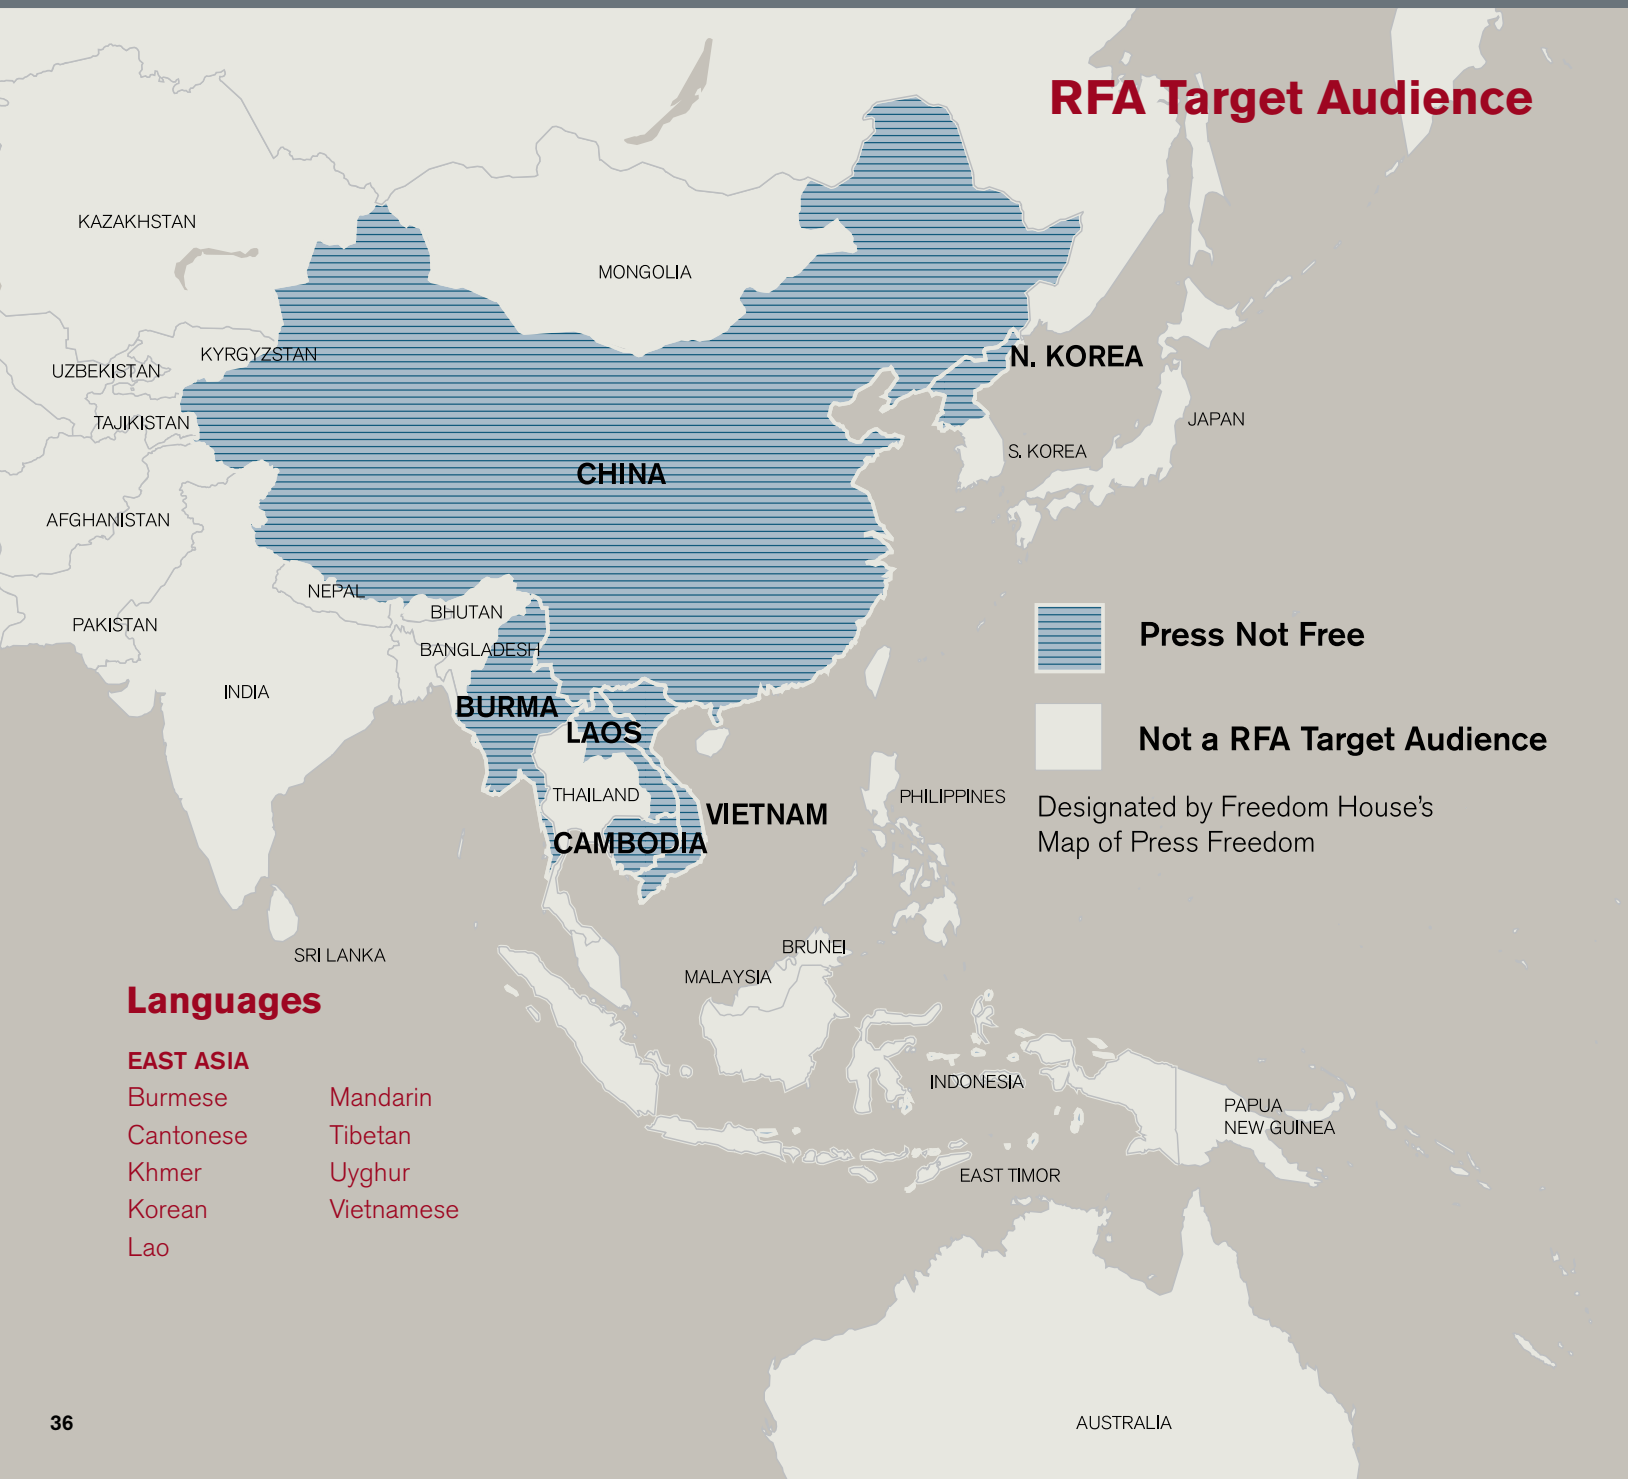 RFA Target Audience
KAZAKHSTAN
MONGOLIA
KYRGYZSTAN
UZBEKISTAN
N. KOREA
TAJIKISTAN
JAPAN
S. KOREA
CHINA
AFGHANISTAN
NEPAL
BHUTAN
PAKISTAN
BANGLADESH
INDIA
BURMA
LAOS
THAILAND
VIETNAM
CAMBODIA
PHILIPPINES
Press Not Free
Not a RFA Target Audience
Designated by Freedom House’s
Map of Press Freedom
SRI LANKA
BRUNEI
MALAYSIA
INDONESIA
PAPUA
NEW GUINEA
EAST TIMOR
AUSTRALIA
Languages
EAST ASIA
Burmese
Cantonese
Khmer
Korean
Lao
Mandarin
Tibetan
Uyghur
Vietnamese
36